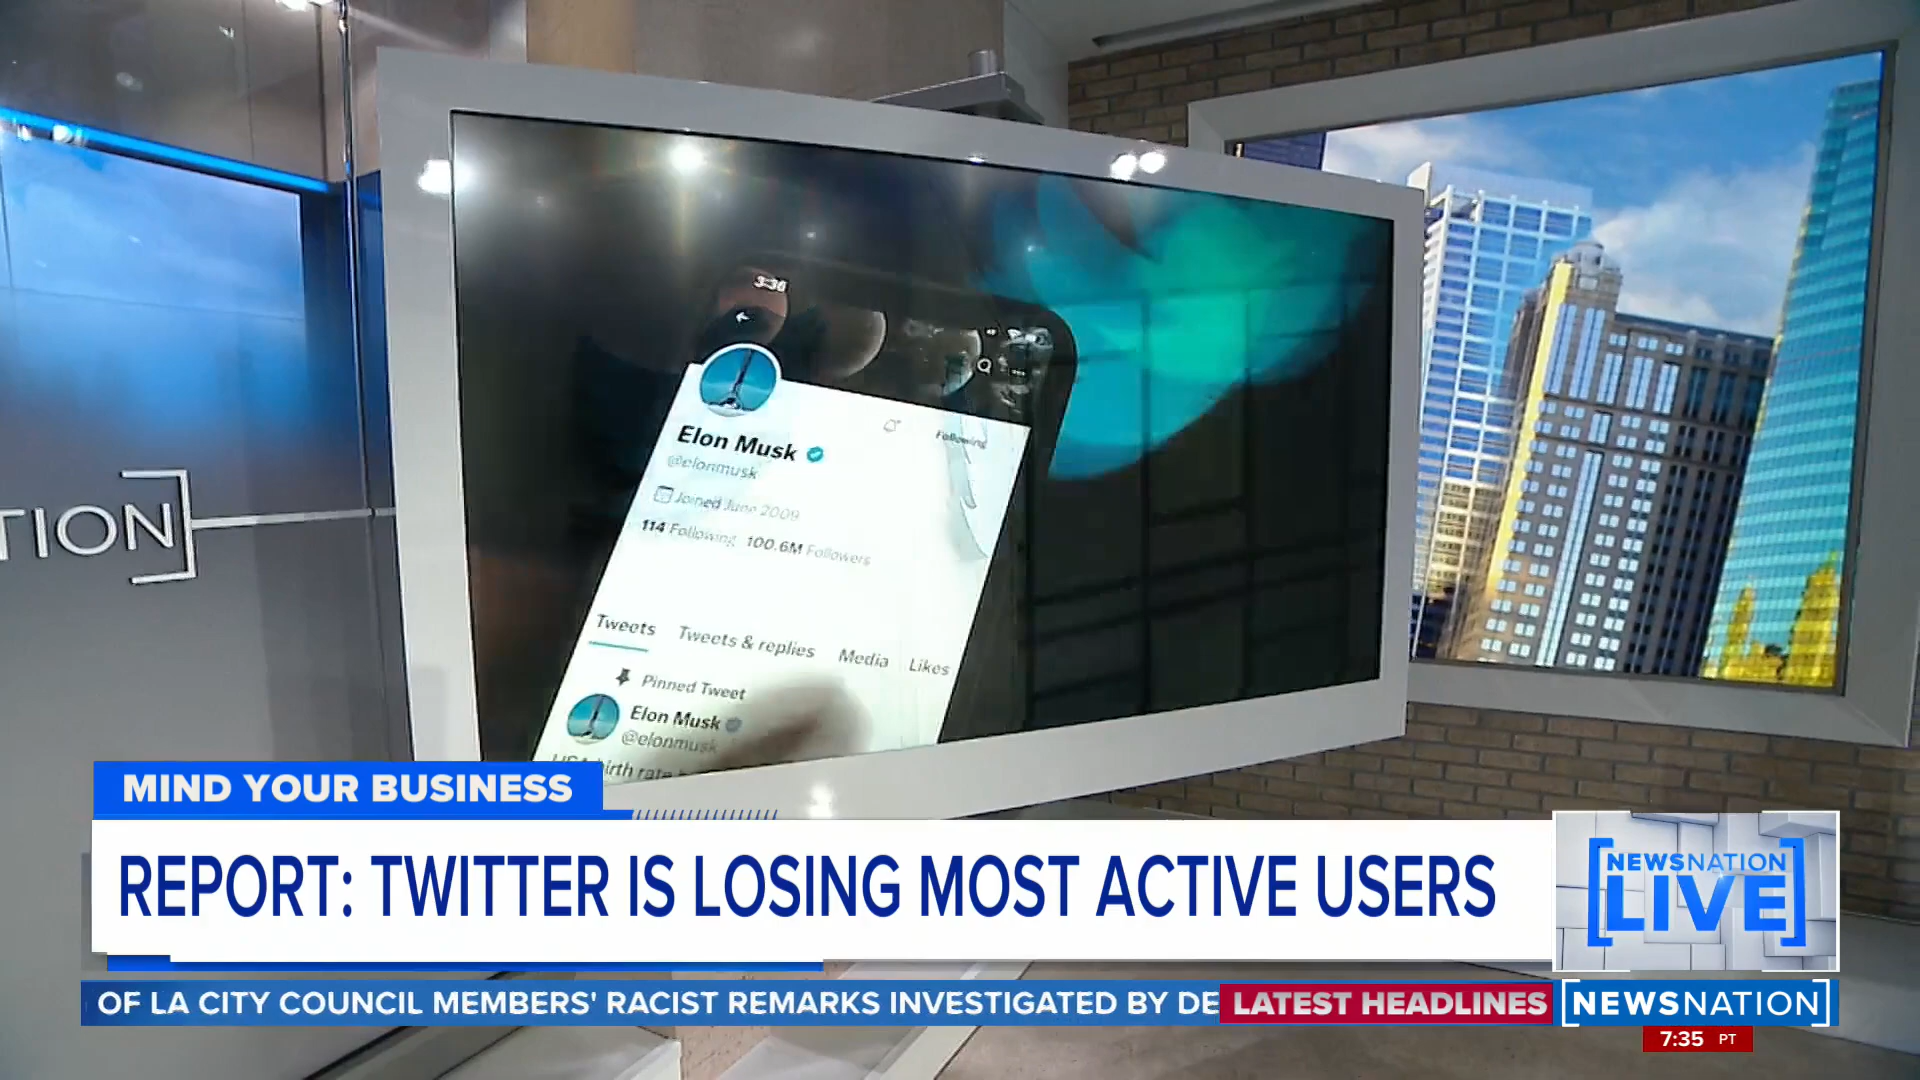 TION
3:36
Following
Elon Musk
@elonmusk
Joined June 2009
114 Following 100.6M Followers
Tweets Tweets & replies Media Likes
Pinned Tweet
Elon Musk
@elonmusk
birth rate
MIND YOUR BUSINESS
REPORT: TWITTER IS LOSING MOST ACTIVE USERS
NEWSNATION
LIVE
OF LA CITY COUNCIL MEMBERS' RACIST REMARKS INVESTIGATED BY DE
LATEST HEADLINES
NEWSNATION
7:35 PT